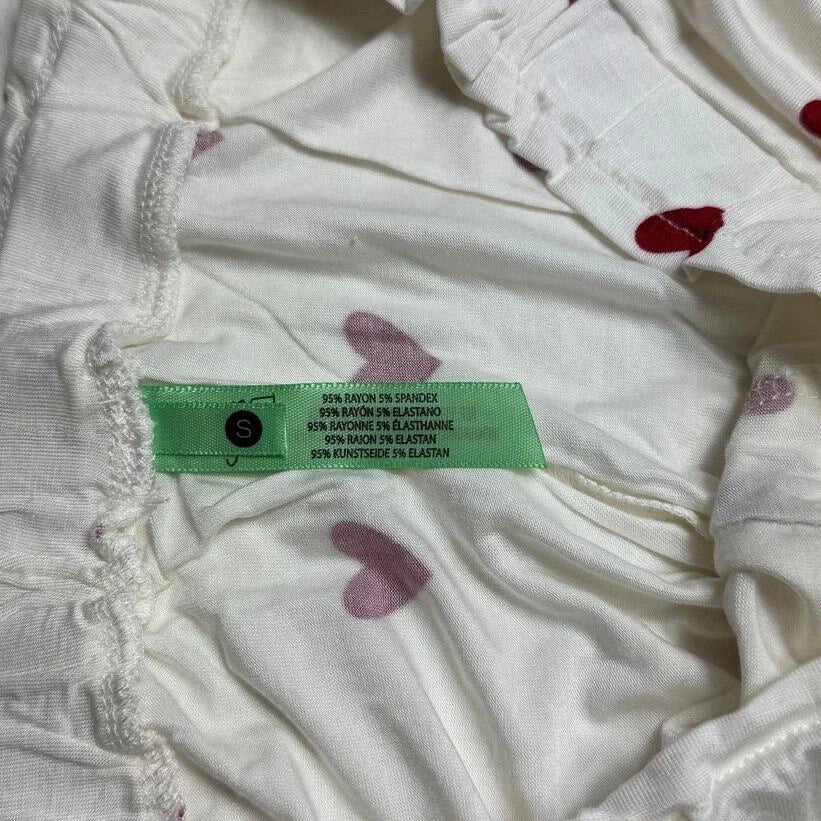 S
95% RAYON 5% SPANDEX
95% RAYÓN 5% ELASTANO
95% RAYONNE 5% ÉLASTHANNE
95% RAION 5% ELASTAN
95% KUNSTSEIDE 5% ELASTAN